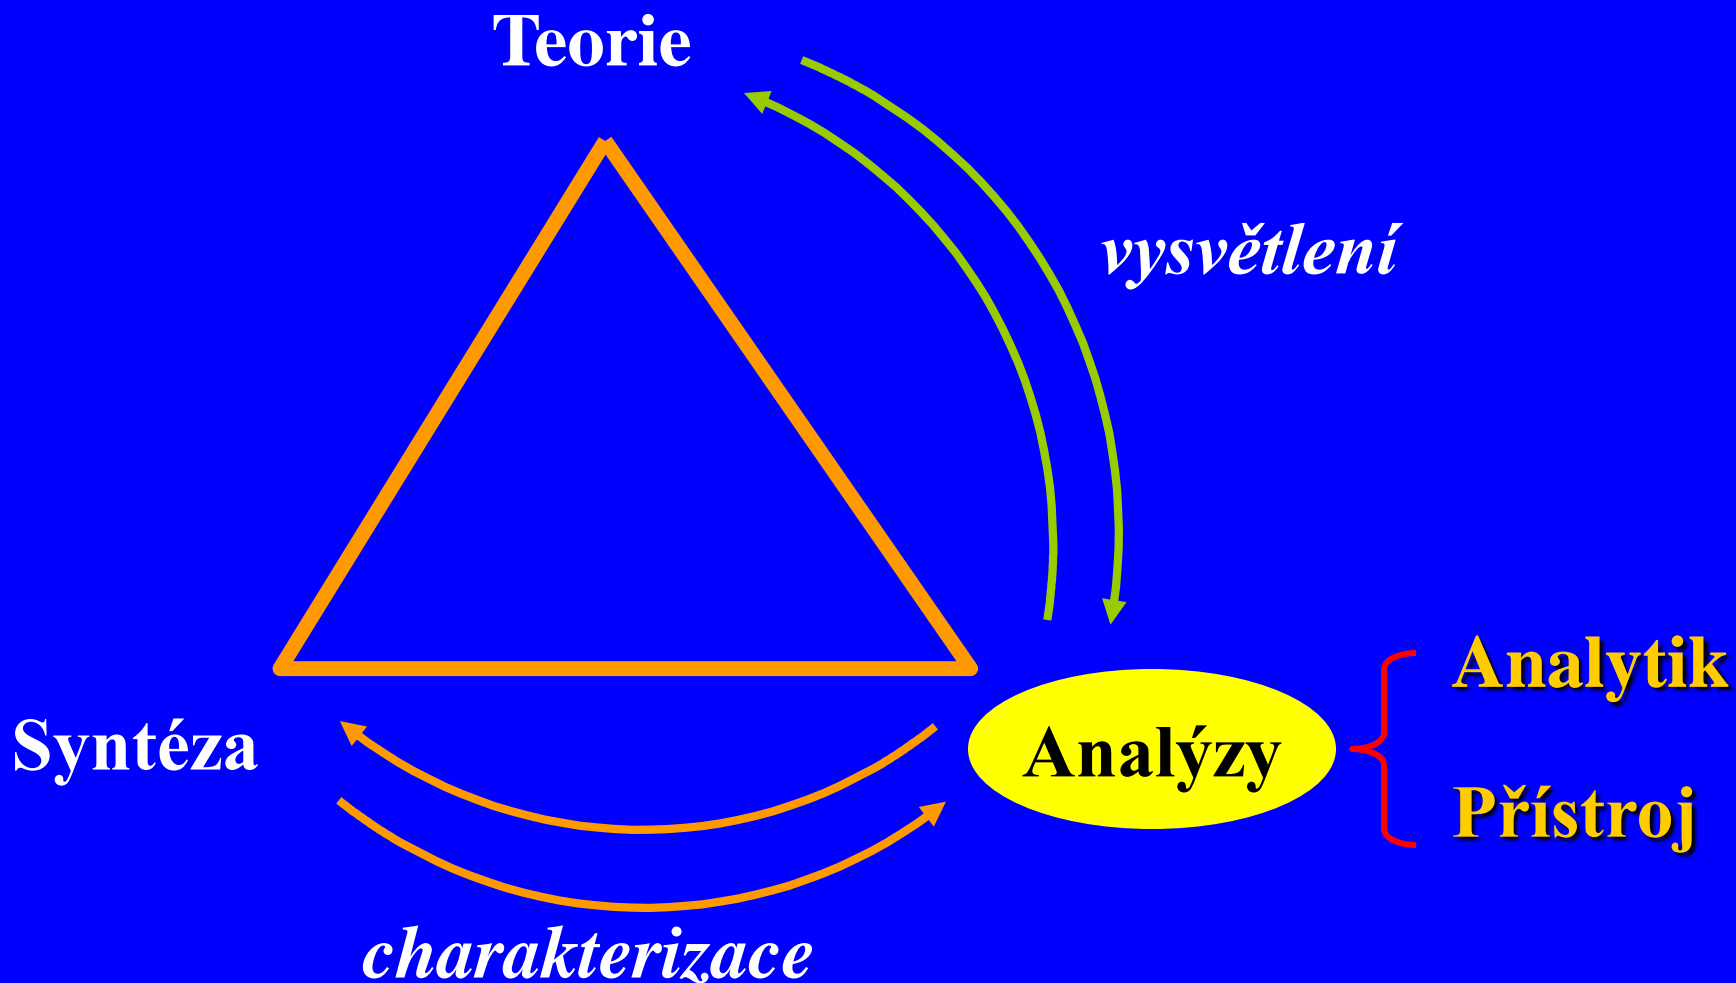 Teorie
vysvětlení
Analytik
Syntéza
Analýzy
Přístroj
charakterizace